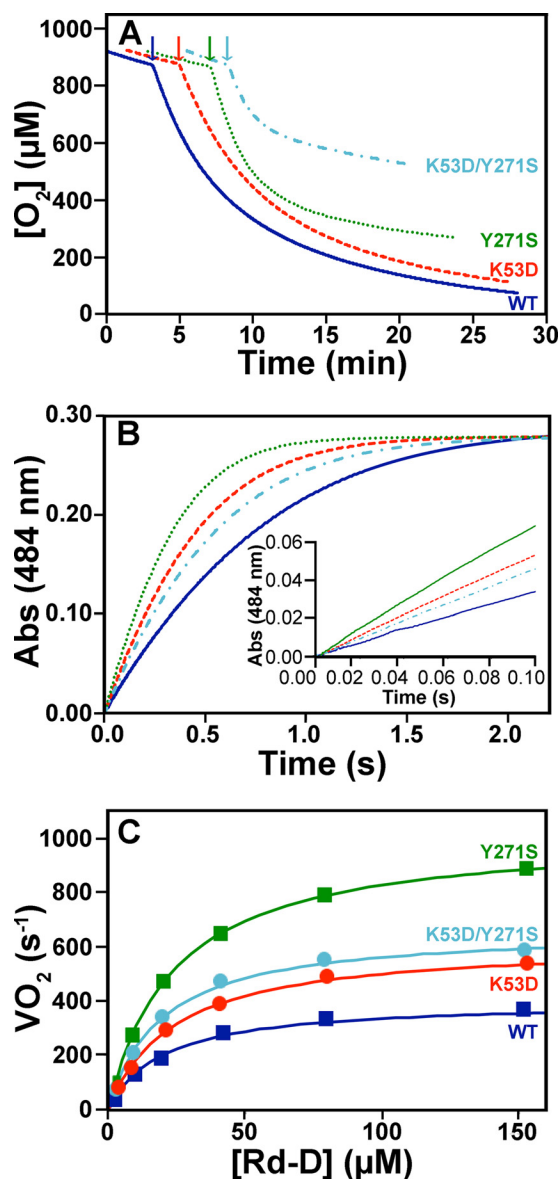 A
[O₂] (µM)
1000
800
600
400
200
0
K53D/Y271S
Y271S
K53D
WT
0 5 10 15 20 25 30
Time (min)
B
Abs (484 nm)
0.30
0.20
0.10
0.00
0.0 0.5 1.0 1.5 2.0
Time (s)
Abs (484 nm)
0.06
0.04
0.02
0.00
0.00 0.02 0.04 0.06 0.08 0.10
Time (s)
C
VO₂ (s⁻¹)
1000
800
600
400
200
0
Y271S
K53D/Y271S
K53D
WT
0 50 100 150
[Rd-D] (µM)